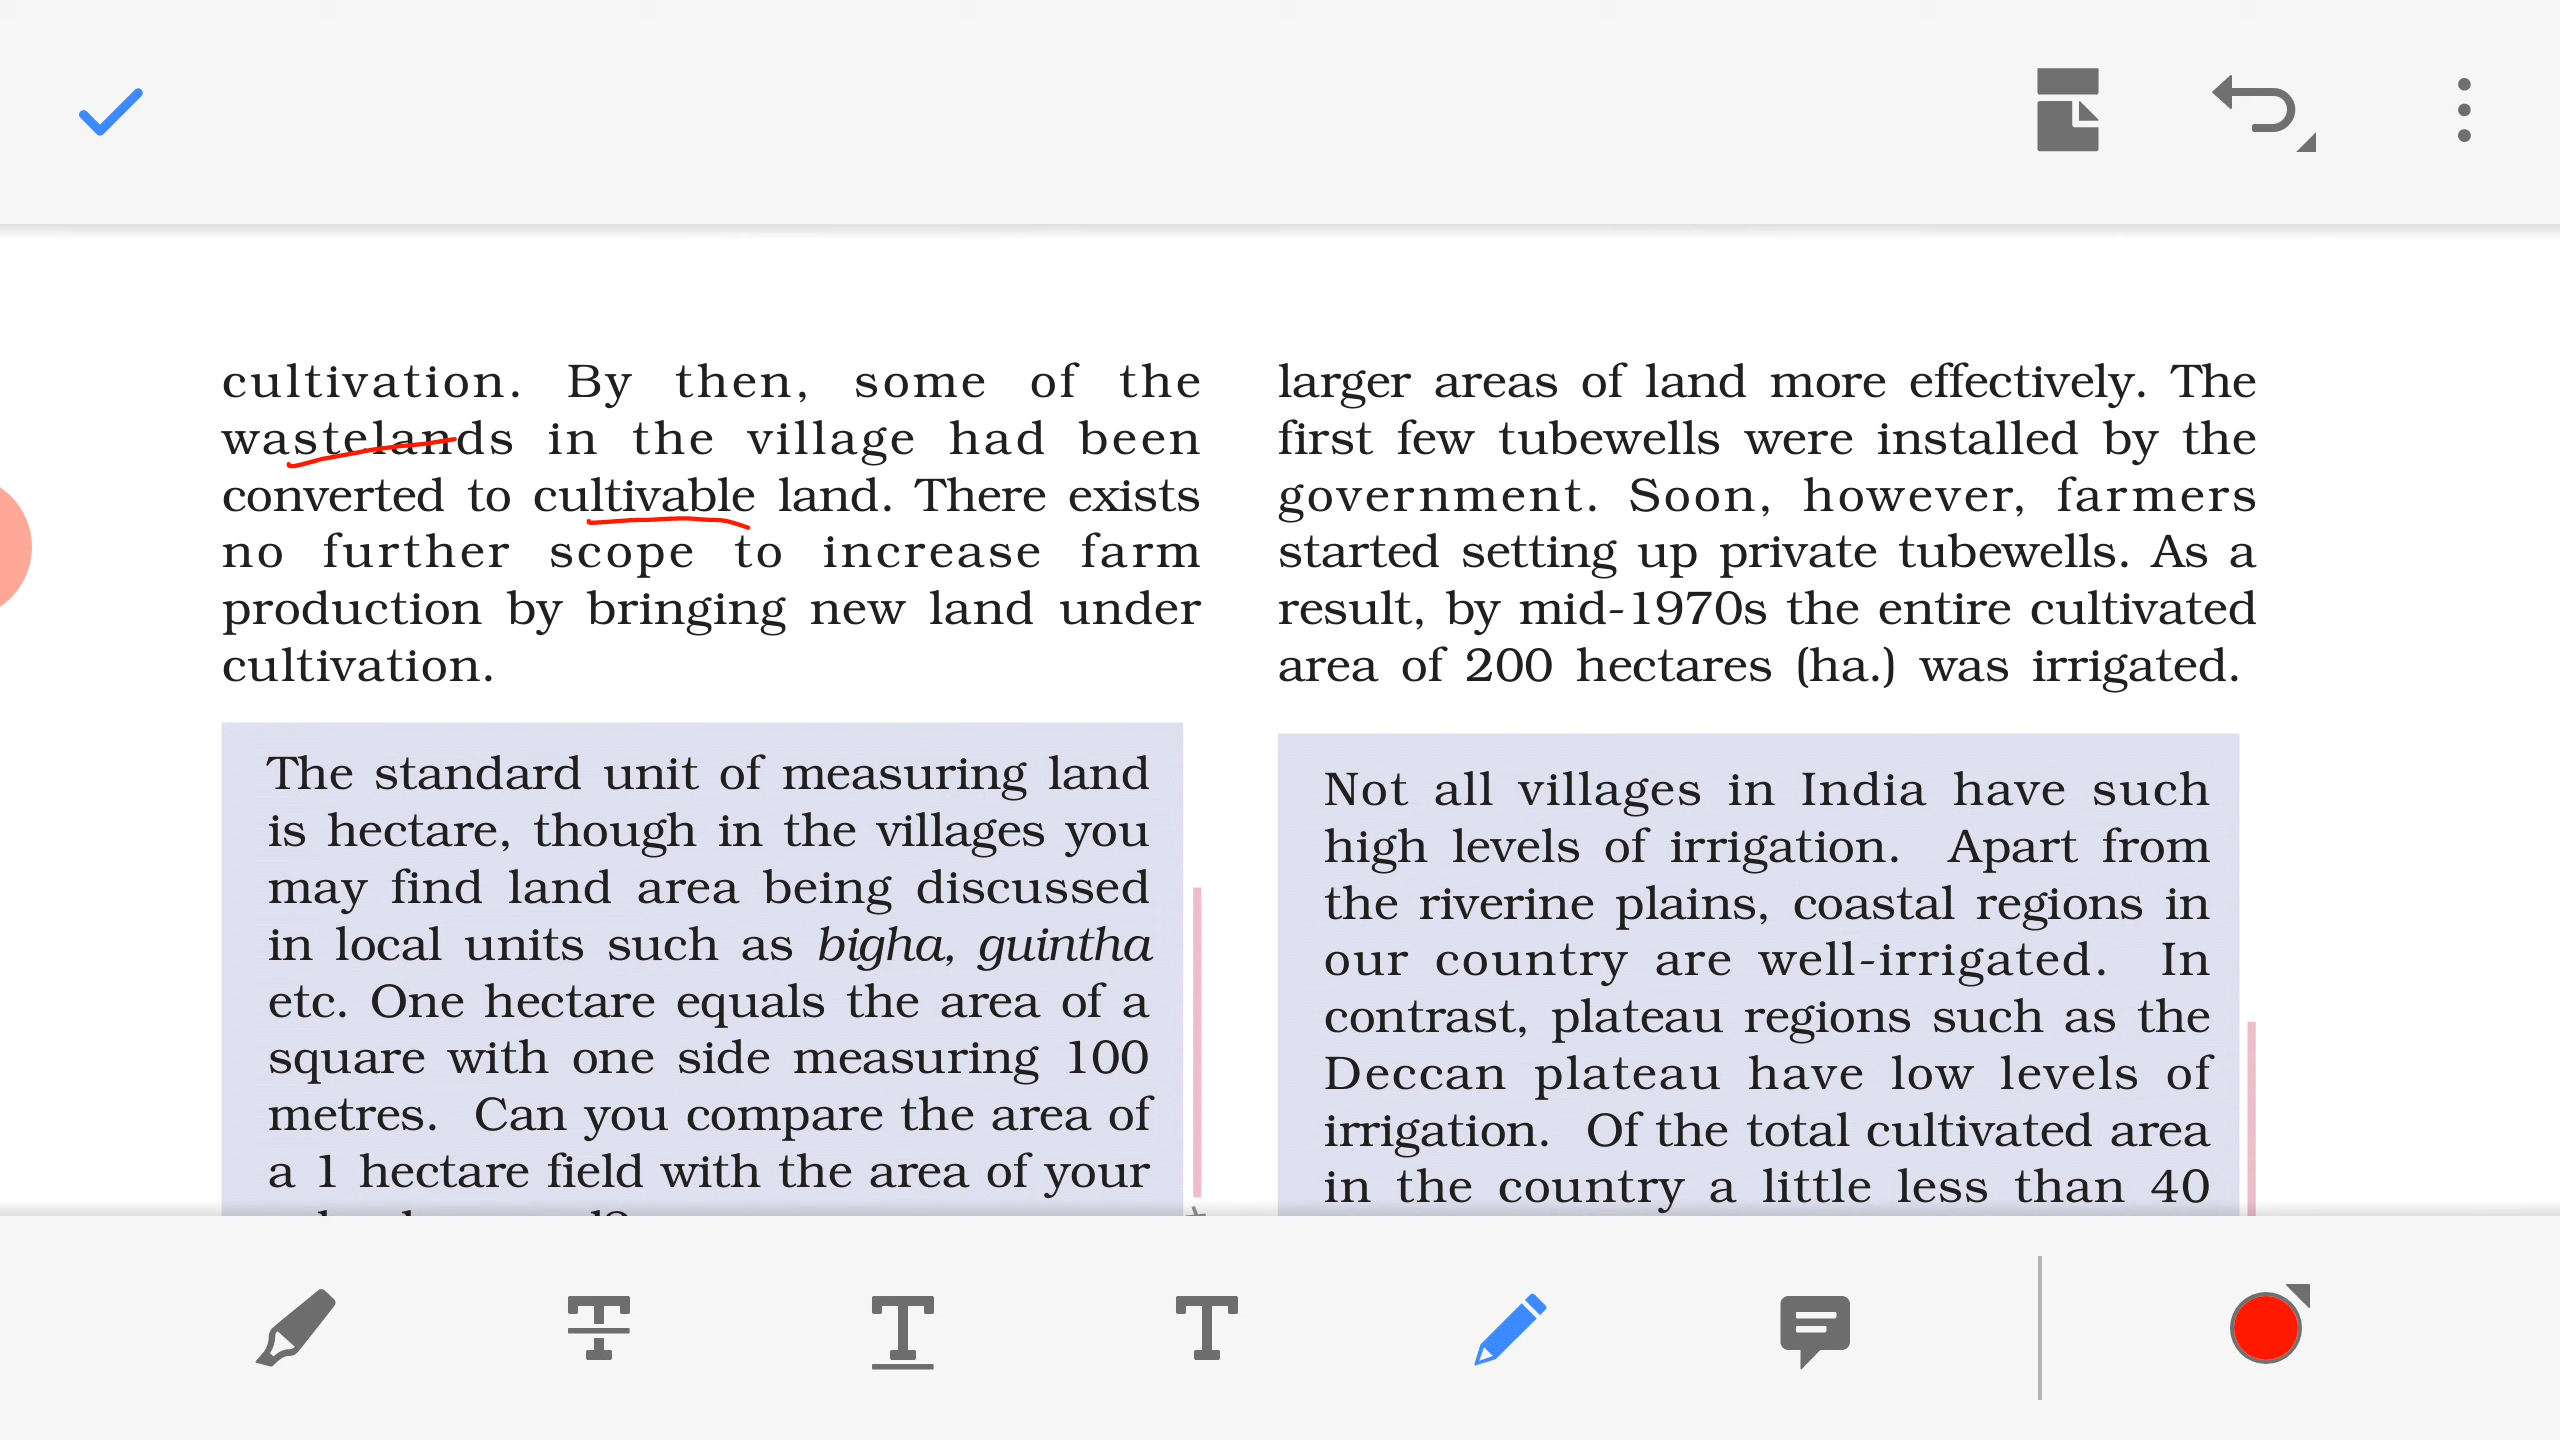 cultivation. By then, some of the
wastelands in the village had been
converted to cultivable land. There exists
no further scope to increase farm
production by bringing new land under
cultivation.
The standard unit of measuring land
is hectare, though in the villages you
may find land area being discussed
in local units such as bigha, guintha
etc. One hectare equals the area of a
square with one side measuring 100
metres. Can you compare the area of
a 1 hectare field with the area of your
larger areas of land more effectively. The
first few tubewells were installed by the
government. Soon, however, farmers
started setting up private tubewells. As a
result, by mid-1970s the entire cultivated
area of 200 hectares (ha.) was irrigated.
Not all villages in India have such
high levels of irrigation. Apart from
the riverine plains, coastal regions in
our country are well-irrigated. In
contrast, plateau regions such as the
Deccan plateau have low levels of
irrigation. Of the total cultivated area
in the country a little less than 40